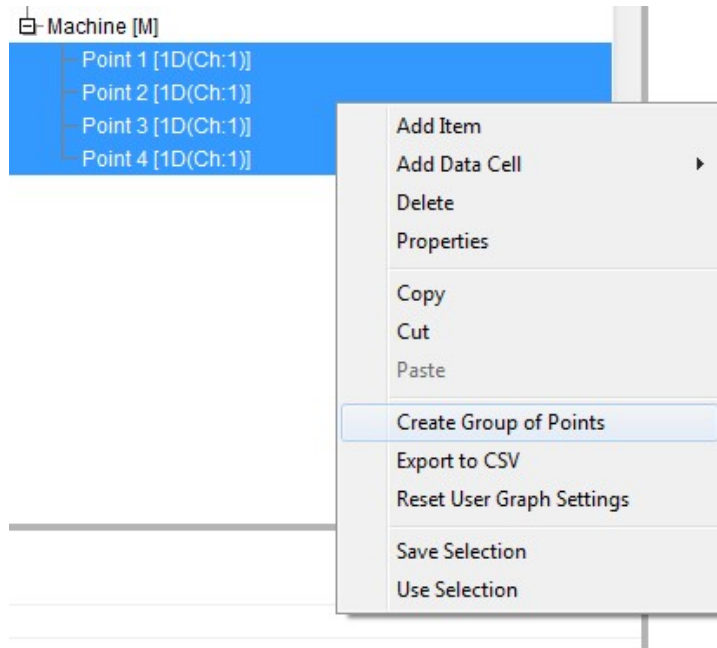 Machine [M]
Point 1 [1D(Ch:1)]
Point 2 [1D(Ch:1)]
Point 3 [1D(Ch:1)]
Point 4 [1D(Ch:1)]
Add Item
Add Data Cell
Delete
Properties
Copy
Cut
Paste
Create Group of Points
Export to CSV
Reset User Graph Settings
Save Selection
Use Selection